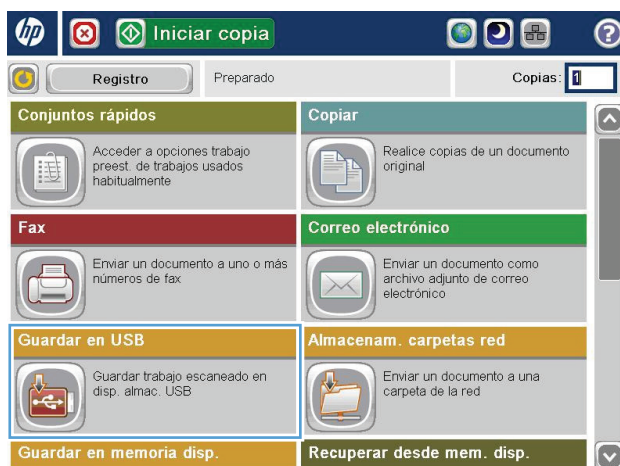 hp
Iniciar copia
?
Registro
Preparado
Copias: 1
Conjuntos rápidos
Acceder a opciones trabajo
preest. de trabajos usados
habitualmente
Copiar
Realice copias de un documento
original
Fax
Enviar un documento a uno o más
números de fax
Correo electrónico
Enviar un documento como
archivo adjunto de correo
electrónico
Guardar en USB
Guardar trabajo escaneado en
disp. almac. USB
Almacenam. carpetas red
Enviar un documento a una
carpeta de la red
Guardar en memoria disp.
Recuperar desde mem. disp.